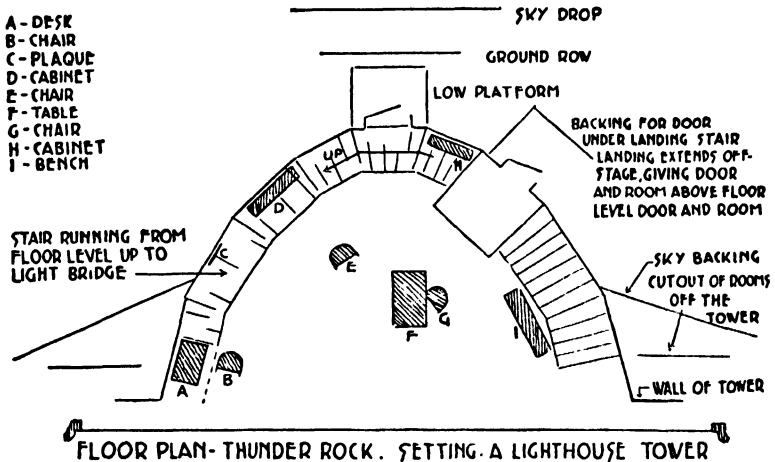 A - DESK
B - CHAIR
C - PLAQUE
D - CABINET
E - CHAIR
F - TABLE
G - CHAIR
H - CABINET
I - BENCH
SKY DROP
GROUND ROW
LOW PLATFORM
BACKING FOR DOOR
UNDER LANDING STAIR
LANDING EXTENDS OFF-
STAGE, GIVING DOOR
AND ROOM ABOVE FLOOR
LEVEL DOOR AND ROOM
UP
H
D
STAIR RUNNING FROM
FLOOR LEVEL UP TO
LIGHT BRIDGE
C
E
F
G
I
SKY BACKING
CUTOUT OF ROOMS
OFF THE
TOWER
A
B
WALL OF TOWER
FLOOR PLAN - THUNDER ROCK. SETTING. A LIGHTHOUSE TOWER